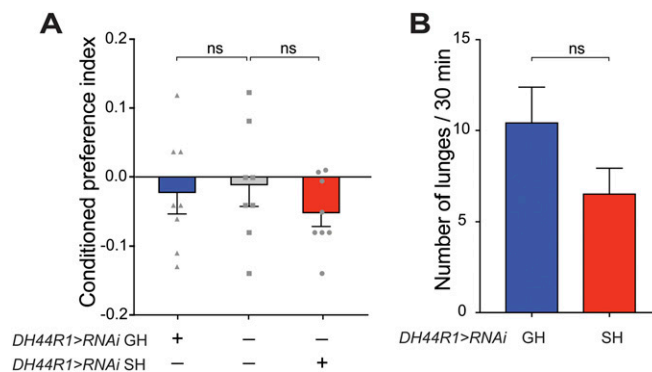 A
ns ns
Conditioned preference index
0.2
0.1
0.0
-0.1
-0.2
DH44R1>RNAi GH + − −
DH44R1>RNAi SH − − +
B
ns
Number of lunges / 30 min
15
10
5
0
DH44R1>RNAi GH SH